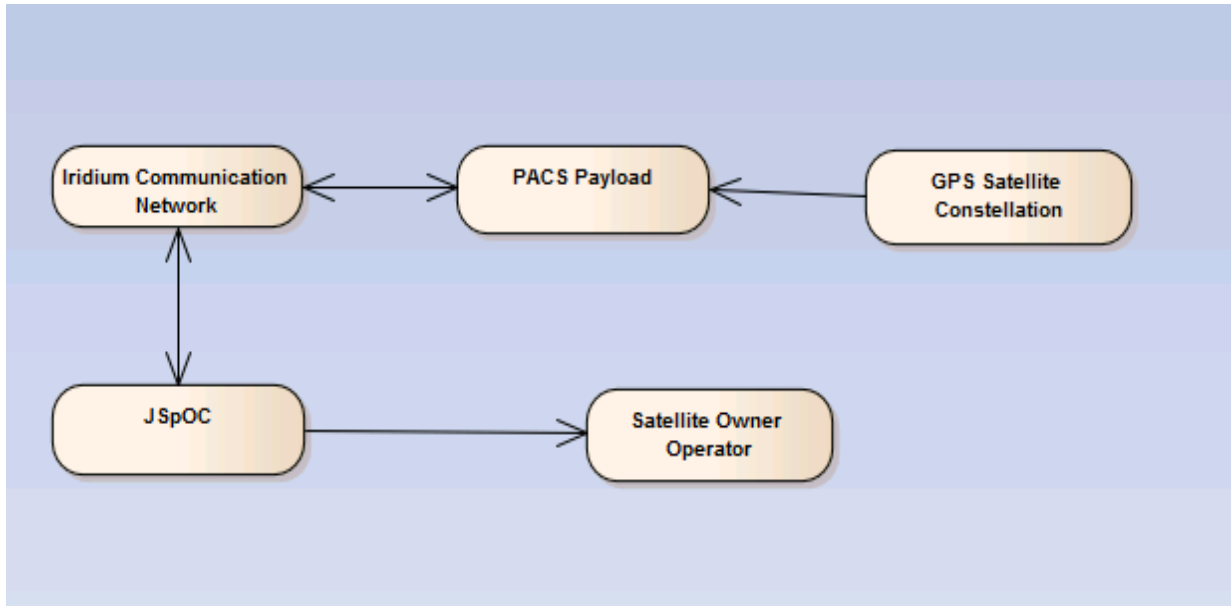 Iridium Communication
Network
PACS Payload
GPS Satellite
Constellation
JSpOC
Satellite Owner
Operator